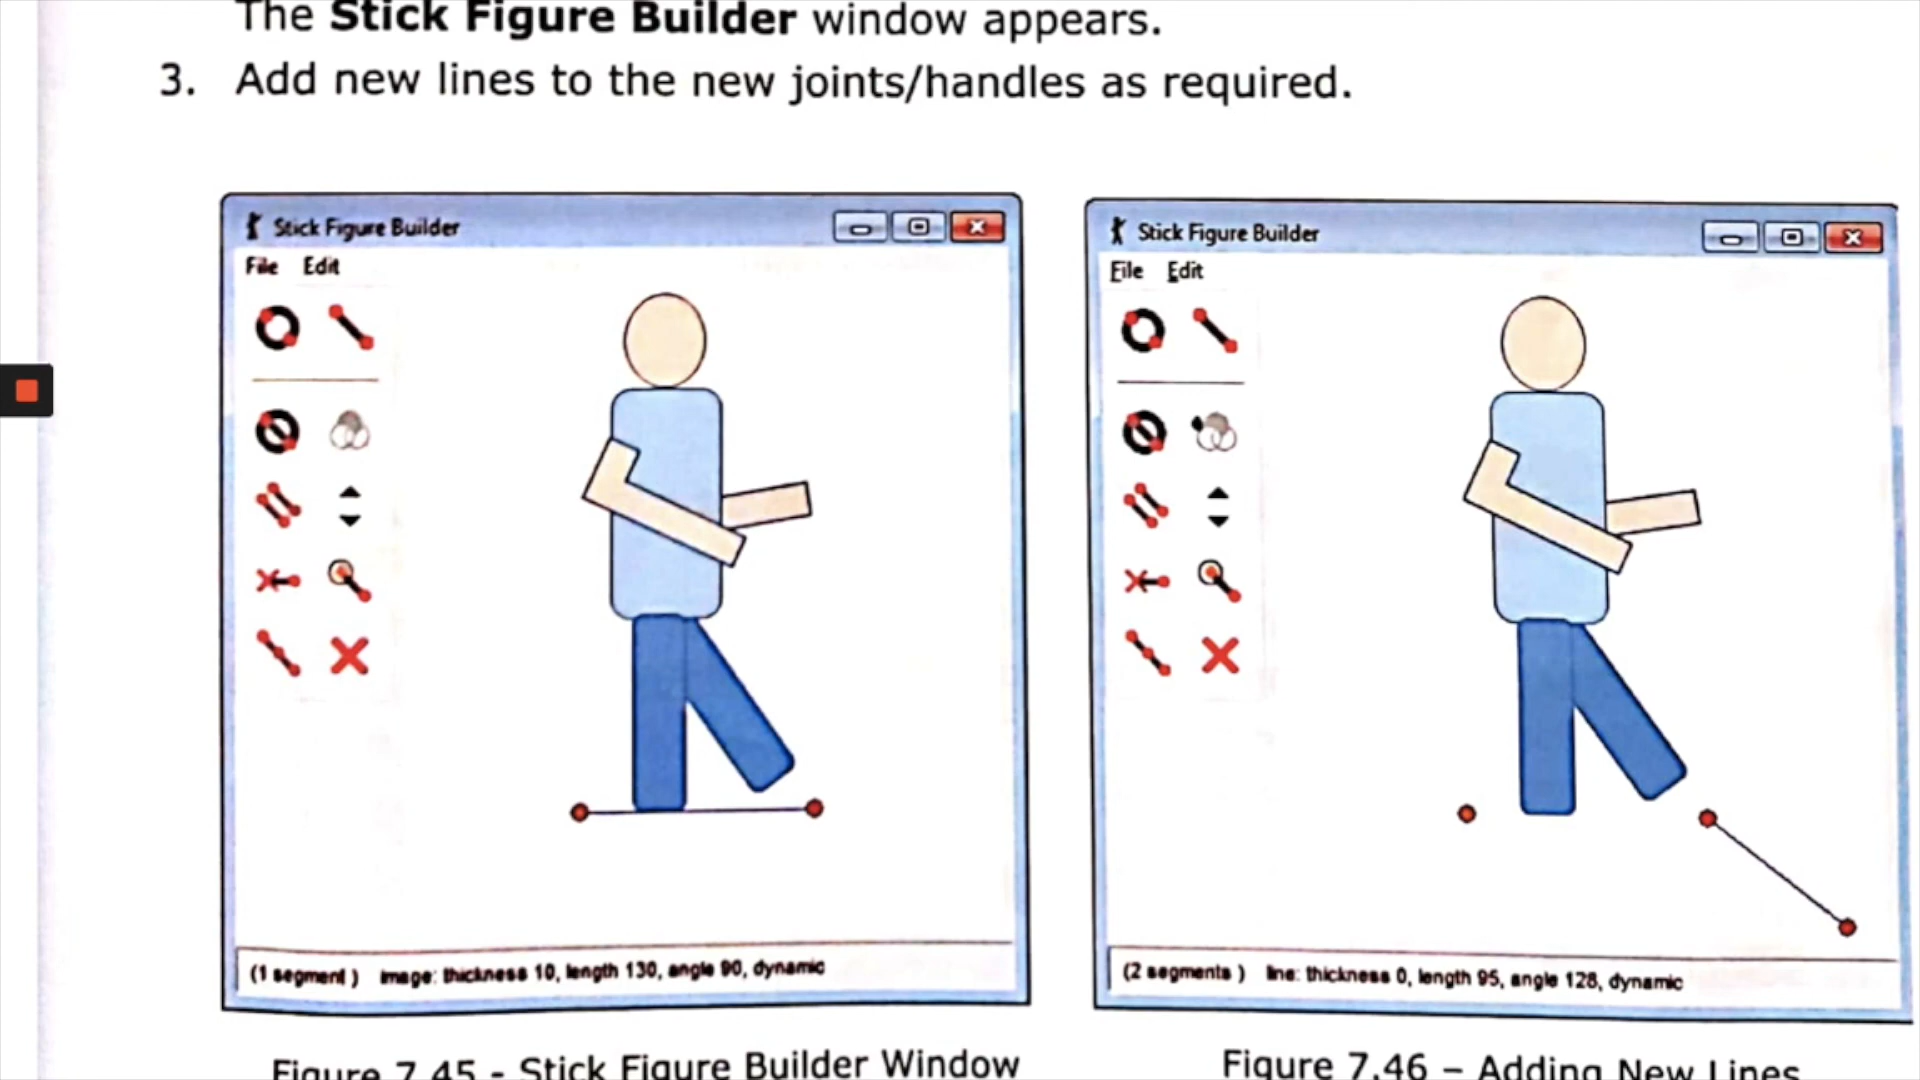 The Stick Figure Builder window appears.
3. Add new lines to the new joints/handles as required.
Stick Figure Builder
File Edit
(1 segment ) image: thickness 10, length 130, angle 90, dynamic
Figure 7.45 - Stick Figure Builder Window
Stick Figure Builder
File Edit
(2 segments ) line: thickness 0, length 95, angle 128, dynamic
Figure 7.46 – Adding New Lines